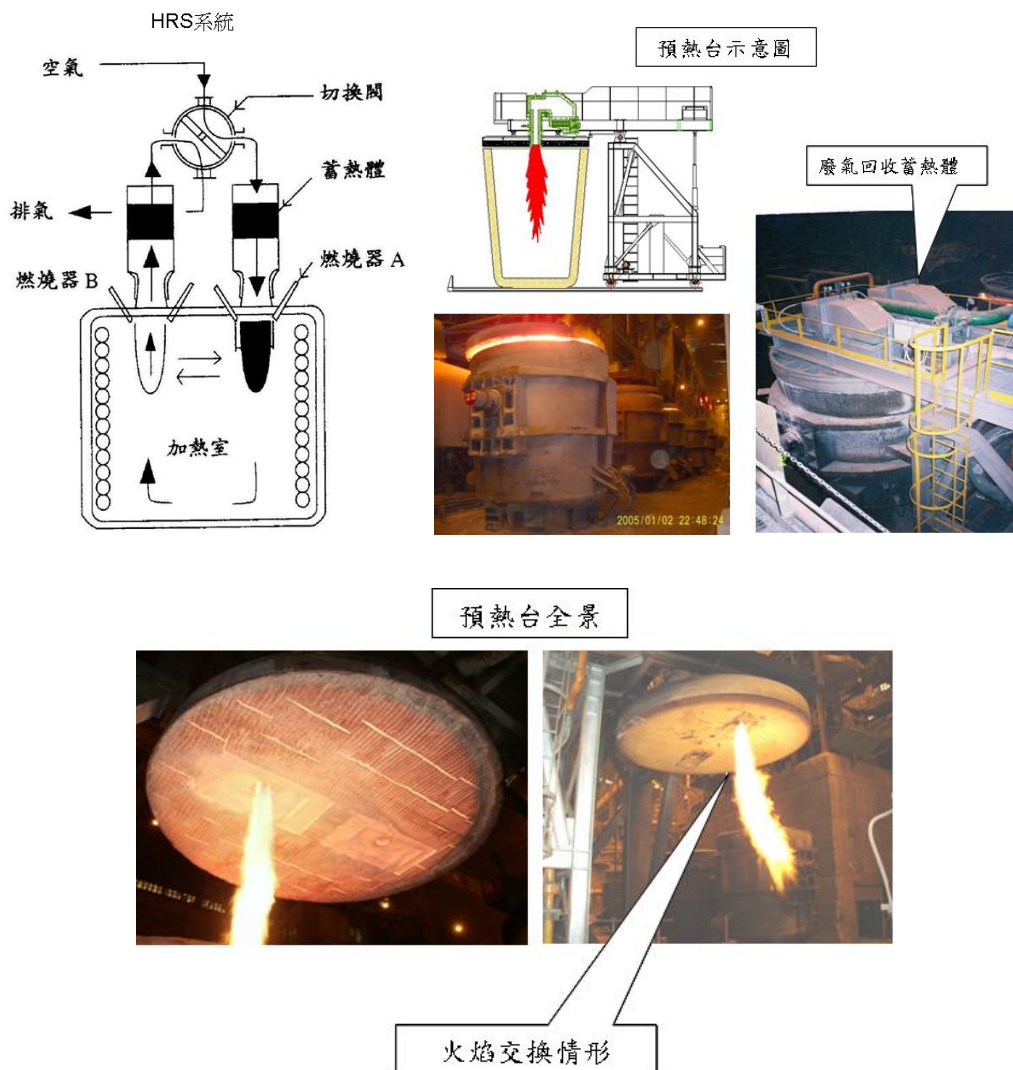 HRS系統
空氣
切換閥
蓄熱體
排氣
燃燒器 B
燃燒器 A
加熱室
預熱台示意圖
廢氣回收蓄熱體
2005/01/02 22:48:24
預熱台全景
火焰交換情形